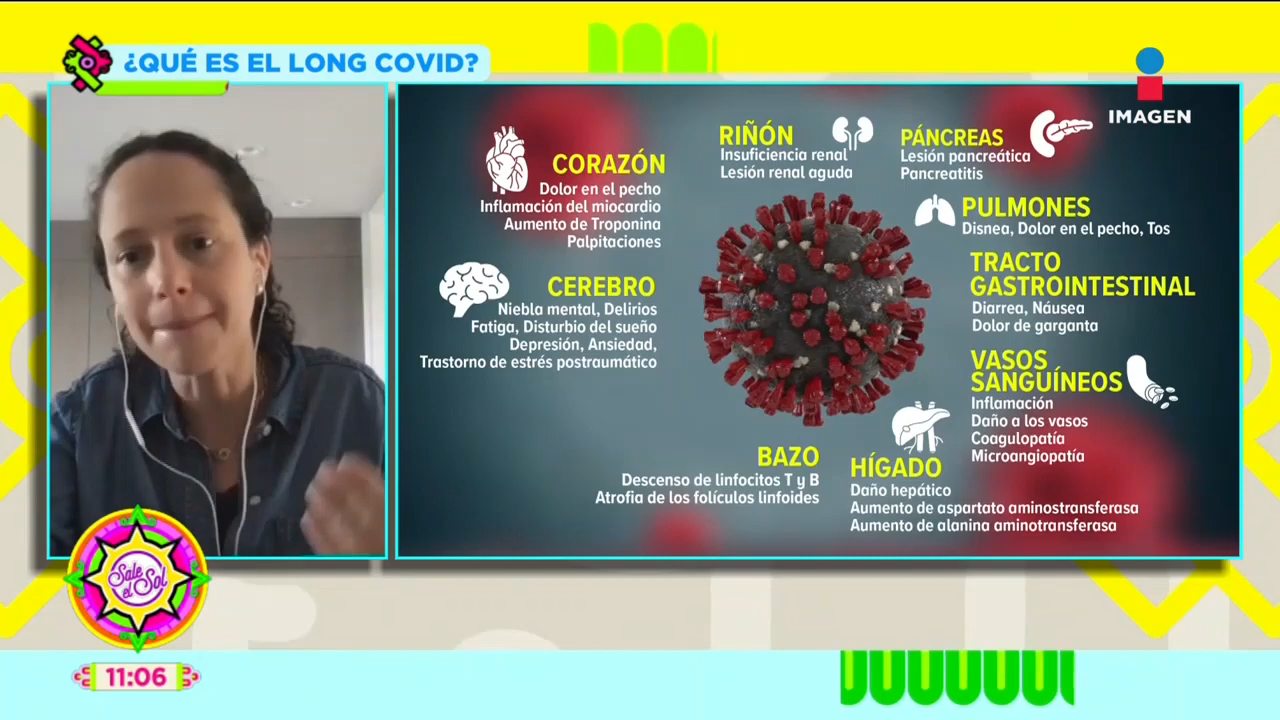 ¿QUÉ ES EL LONG COVID?
IMAGEN
CORAZÓN
Dolor en el pecho
Inflamación del miocardio
Aumento de Troponina
Palpitaciones
RIÑÓN
Insuficiencia renal
Lesión renal aguda
PÁNCREAS
Lesión pancreática
Pancreatitis
PULMONES
Disnea, Dolor en el pecho, Tos
CEREBRO
Niebla mental, Delirios
Fatiga, Disturbio del sueño
Depresión, Ansiedad,
Trastorno de estrés postraumático
TRACTO
GASTROINTESTINAL
Diarrea, Náusea
Dolor de garganta
VASOS
SANGUÍNEOS
Inflamación
Daño a los vasos
Coagulopatía
Microangiopatía
BAZO
Descenso de linfocitos T y B
Atrofia de los folículos linfoides
HÍGADO
Daño hepático
Aumento de aspartato aminostransferasa
Aumento de alanina aminotransferasa
Sale
el Sol
11:06